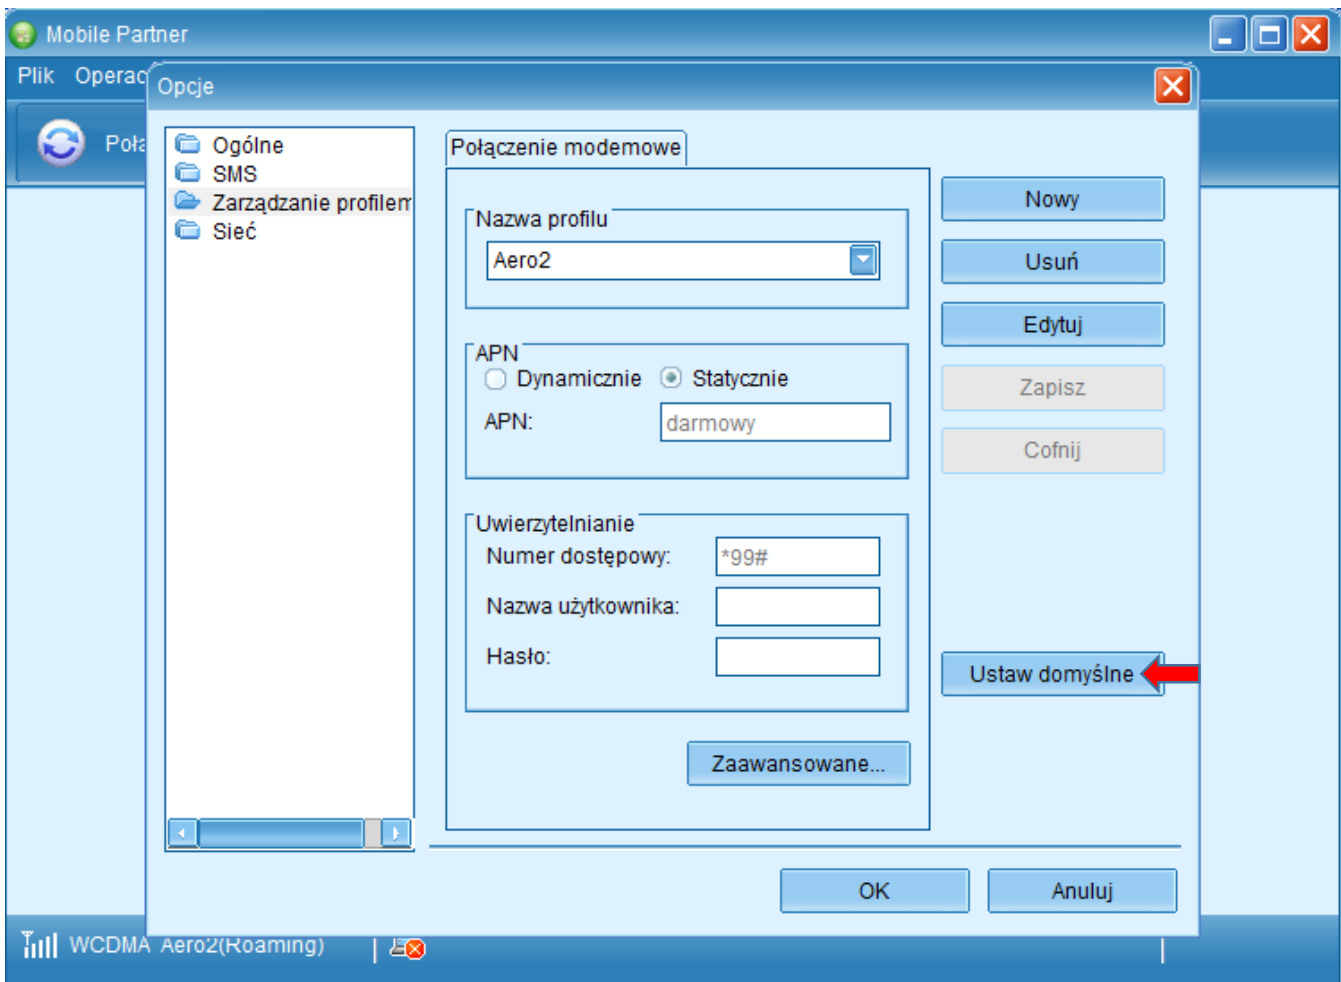 Mobile Partner
Plik Operac
Opcje
Połą
Ogólne
SMS
Zarządzanie profilem
Sieć
Połączenie modemowe
Nazwa profilu
Aero2
APN
Dynamicznie Statycznie
APN: darmowy
Uwierzytelnianie
Numer dostępowy: *99#
Nazwa użytkownika:
Hasło:
Zaawansowane...
Nowy
Usuń
Edytuj
Zapisz
Cofnij
Ustaw domyślne
OK Anuluj
WCDMA Aero2(Roaming)